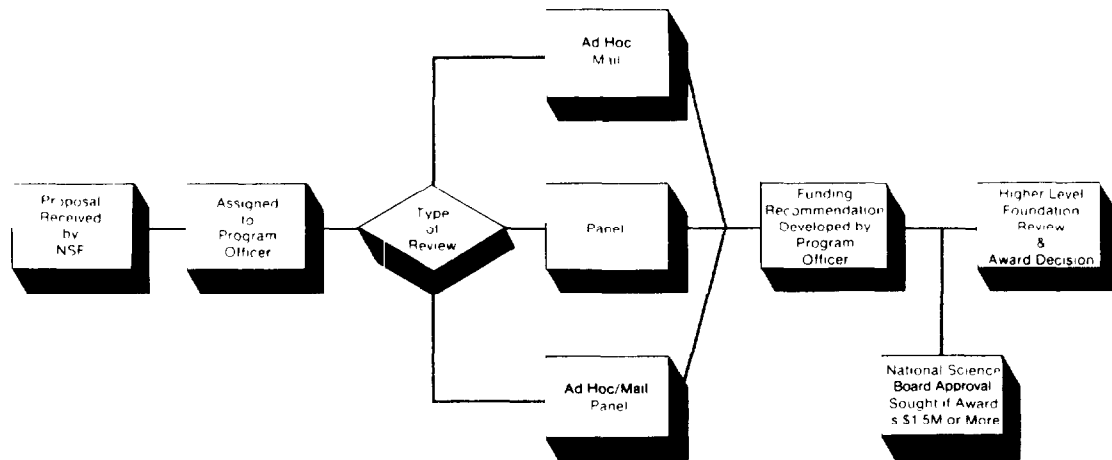 Ad Hoc
Mail
Proposal
Received
by
NSF
Assigned
to
Program
Officer
Type
of
Review
Panel
Funding
Recommendation
Developed by
Program
Officer
Higher Level
Foundation
Review
&
Award Decision
Ad Hoc/Mail
Panel
National Science
Board Approval
Sought if Award
is $1.5M or More